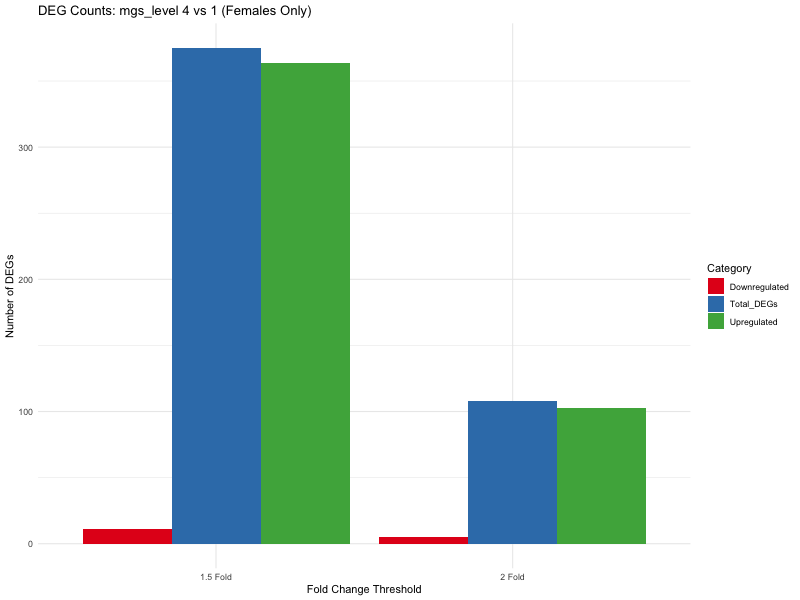 DEG Counts: mgs_level 4 vs 1 (Females Only)
Number of DEGs
300
200
100
0
1.5 Fold
2 Fold
Fold Change Threshold
Category
Downregulated
Total_DEGs
Upregulated